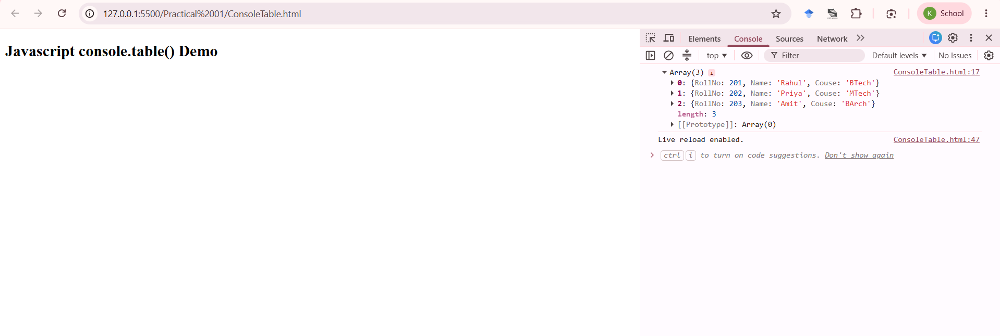 127.0.0.1:5500/Practical%2001/ConsoleTable.html
K School
Javascript console.table() Demo
Elements Console Sources Network
top Filter Default levels No Issues
Array(3) i ConsoleTable.html:17
0: {RollNo: 201, Name: 'Rahul', Couse: 'BTech'}
1: {RollNo: 202, Name: 'Priya', Couse: 'MTech'}
2: {RollNo: 203, Name: 'Amit', Couse: 'BArch'}
length: 3
[[Prototype]]: Array(0)
Live reload enabled. ConsoleTable.html:47
ctrl i to turn on code suggestions. Don't show again